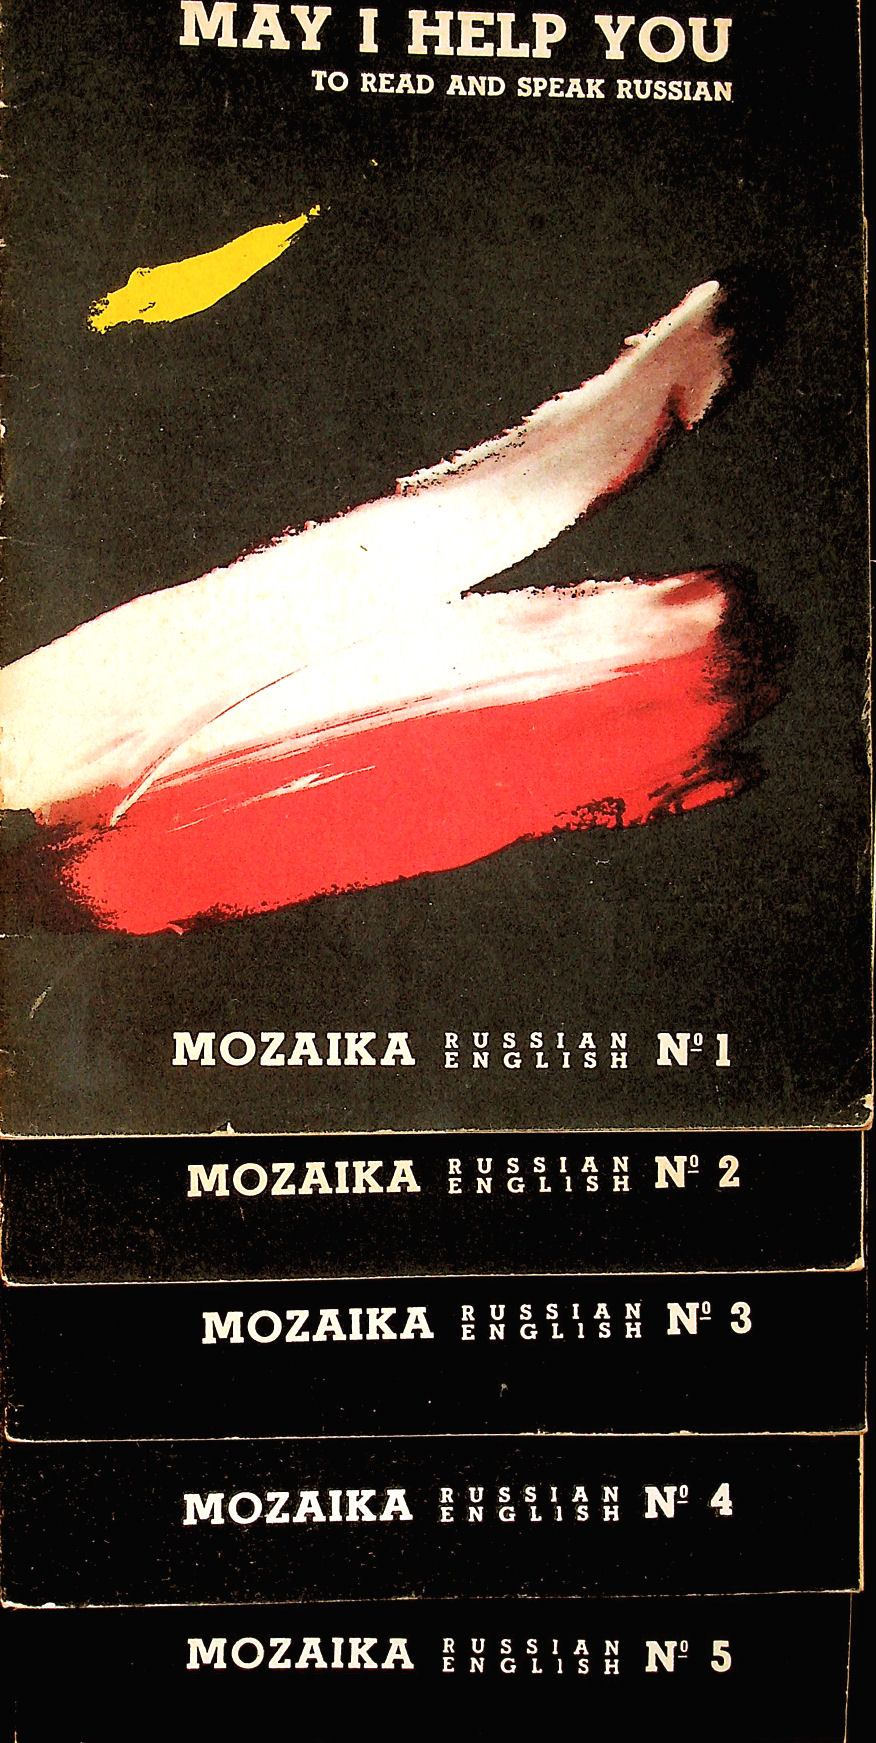 MAY I HELP YOU
TO READ AND SPEAK RUSSIAN
MOZAIKA RUSSIAN ENGLISH Nº 1
MOZAIKA RUSSIAN ENGLISH Nº 2
MOZAIKA RUSSIAN ENGLISH Nº 3
MOZAIKA RUSSIAN ENGLISH Nº 4
MOZAIKA RUSSIAN ENGLISH Nº 5